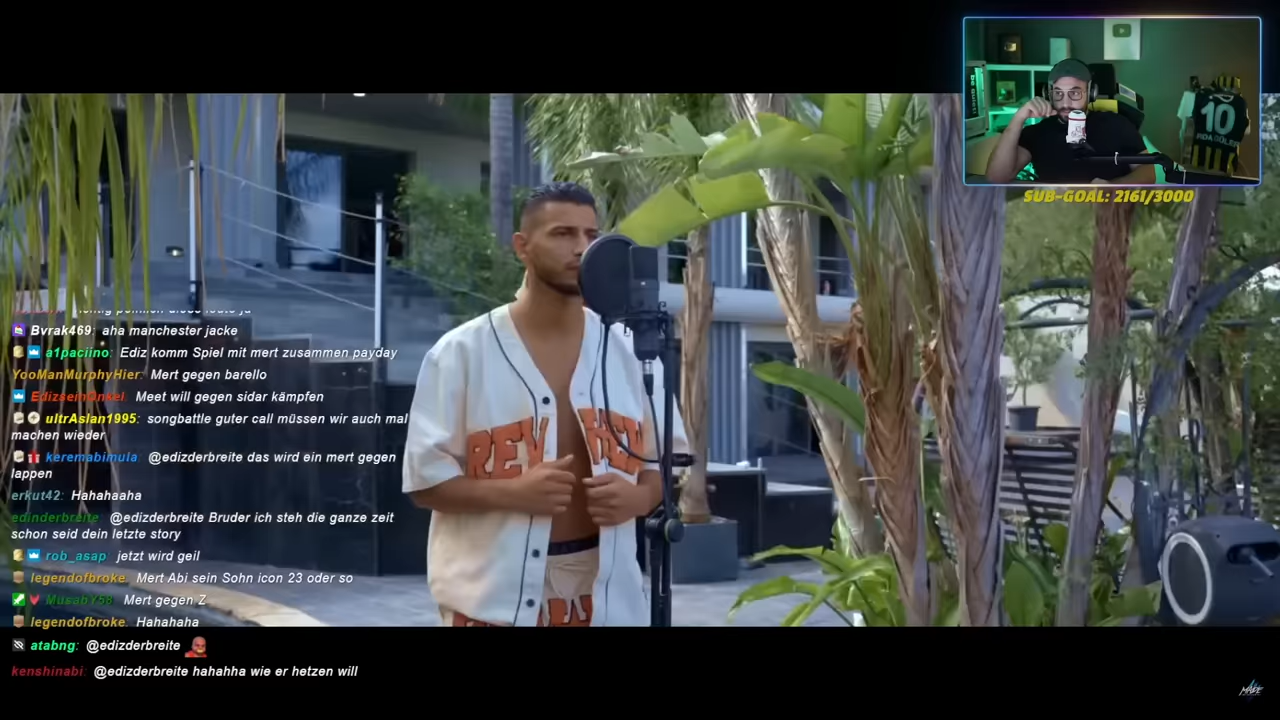 10
SUB-GOAL: 2161/3000
Bvrak469: aha manchester jacke
a1paciino: Ediz komm Spiel mit mert zusammen payday
YooManMurphyHier: Mert gegen barello
EdizsemOnkel: Meet will gegen sidar kämpfen
ultrAslan1995: songbattle guter call müssen wir auch mal
machen wieder
keremabimula: @edizderbreite das wird ein mert gegen
lappen
erkut42: Hahahaaha
edinderbreite: @edizderbreite Bruder ich steh die ganze zeit
schon seid dein letzte story
rob_asap: jetzt wird geil
legendofbroke: Mert Abi sein Sohn icon 23 oder so
MusabY58: Mert gegen Z
legendofbroke: Hahahaha
atabng: @edizderbreite
kenshinabi: @edizderbreite hahahha wie er hetzen will
MADE